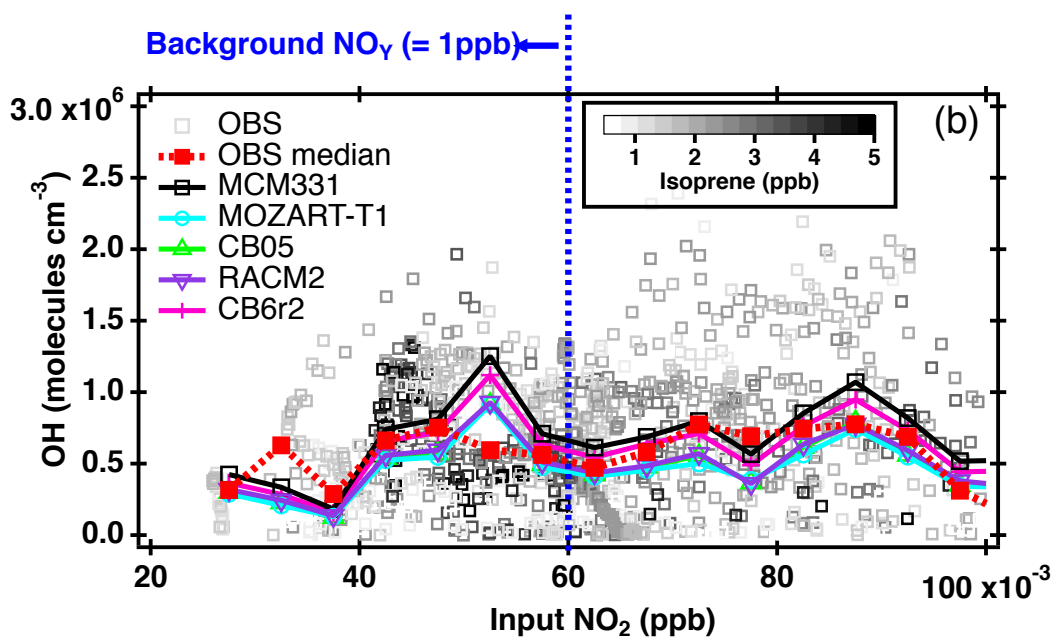 Background NOY (= 1ppb)
3.0 x10⁶
2.5
2.0
1.5
1.0
0.5
0.0
OH (molecules cm⁻³)
OBS
OBS median
MCM331
MOZART-T1
CB05
RACM2
CB6r2
1 2 3 4 5
Isoprene (ppb)
(b)
20 40 60 80 100 x10⁻³
Input NO₂ (ppb)